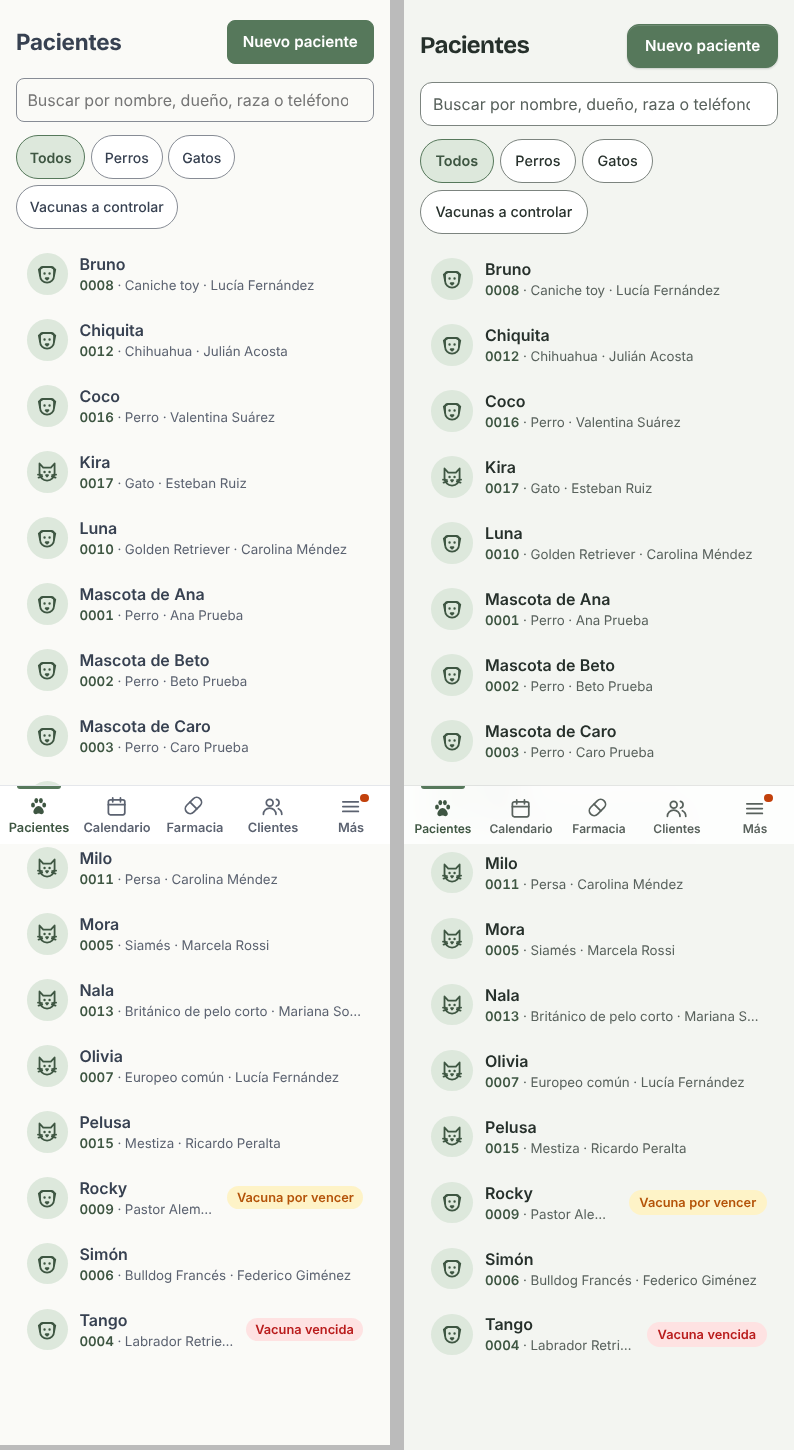 Pacientes
Nuevo paciente
Buscar por nombre, dueño, raza o teléfono
Todos
Perros
Gatos
Vacunas a controlar
Bruno
0008 · Caniche toy · Lucía Fernández
Chiquita
0012 · Chihuahua · Julián Acosta
Coco
0016 · Perro · Valentina Suárez
Kira
0017 · Gato · Esteban Ruiz
Luna
0010 · Golden Retriever · Carolina Méndez
Mascota de Ana
0001 · Perro · Ana Prueba
Mascota de Beto
0002 · Perro · Beto Prueba
Mascota de Caro
0003 · Perro · Caro Prueba
Pacientes
Calendario
Farmacia
Clientes
Más
Milo
0011 · Persa · Carolina Méndez
Mora
0005 · Siamés · Marcela Rossi
Nala
0013 · Británico de pelo corto · Mariana So...
Olivia
0007 · Europeo común · Lucía Fernández
Pelusa
0015 · Mestiza · Ricardo Peralta
Rocky
0009 · Pastor Alem...
Vacuna por vencer
Simón
0006 · Bulldog Francés · Federico Giménez
Tango
0004 · Labrador Retrie...
Vacuna vencida
Pacientes
Nuevo paciente
Buscar por nombre, dueño, raza o teléfono
Todos
Perros
Gatos
Vacunas a controlar
Bruno
0008 · Caniche toy · Lucía Fernández
Chiquita
0012 · Chihuahua · Julián Acosta
Coco
0016 · Perro · Valentina Suárez
Kira
0017 · Gato · Esteban Ruiz
Luna
0010 · Golden Retriever · Carolina Méndez
Mascota de Ana
0001 · Perro · Ana Prueba
Mascota de Beto
0002 · Perro · Beto Prueba
Mascota de Caro
0003 · Perro · Caro Prueba
Pacientes
Calendario
Farmacia
Clientes
Más
Milo
0011 · Persa · Carolina Méndez
Mora
0005 · Siamés · Marcela Rossi
Nala
0013 · Británico de pelo corto · Mariana S...
Olivia
0007 · Europeo común · Lucía Fernández
Pelusa
0015 · Mestiza · Ricardo Peralta
Rocky
0009 · Pastor Ale...
Vacuna por vencer
Simón
0006 · Bulldog Francés · Federico Giménez
Tango
0004 · Labrador Retri...
Vacuna vencida